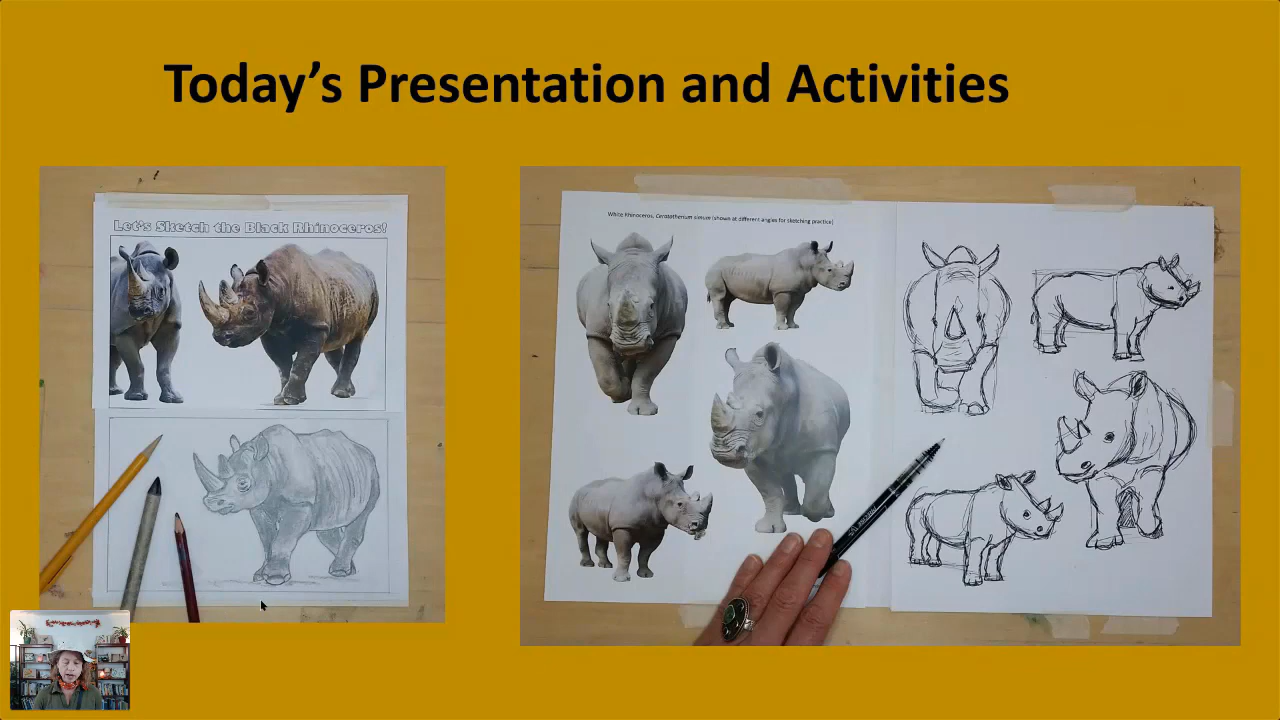 Today's Presentation and Activities
Let's Sketch the Black Rhinoceros!
White Rhinoceros, Ceratotherium simum (shown at different angles for sketching practice)